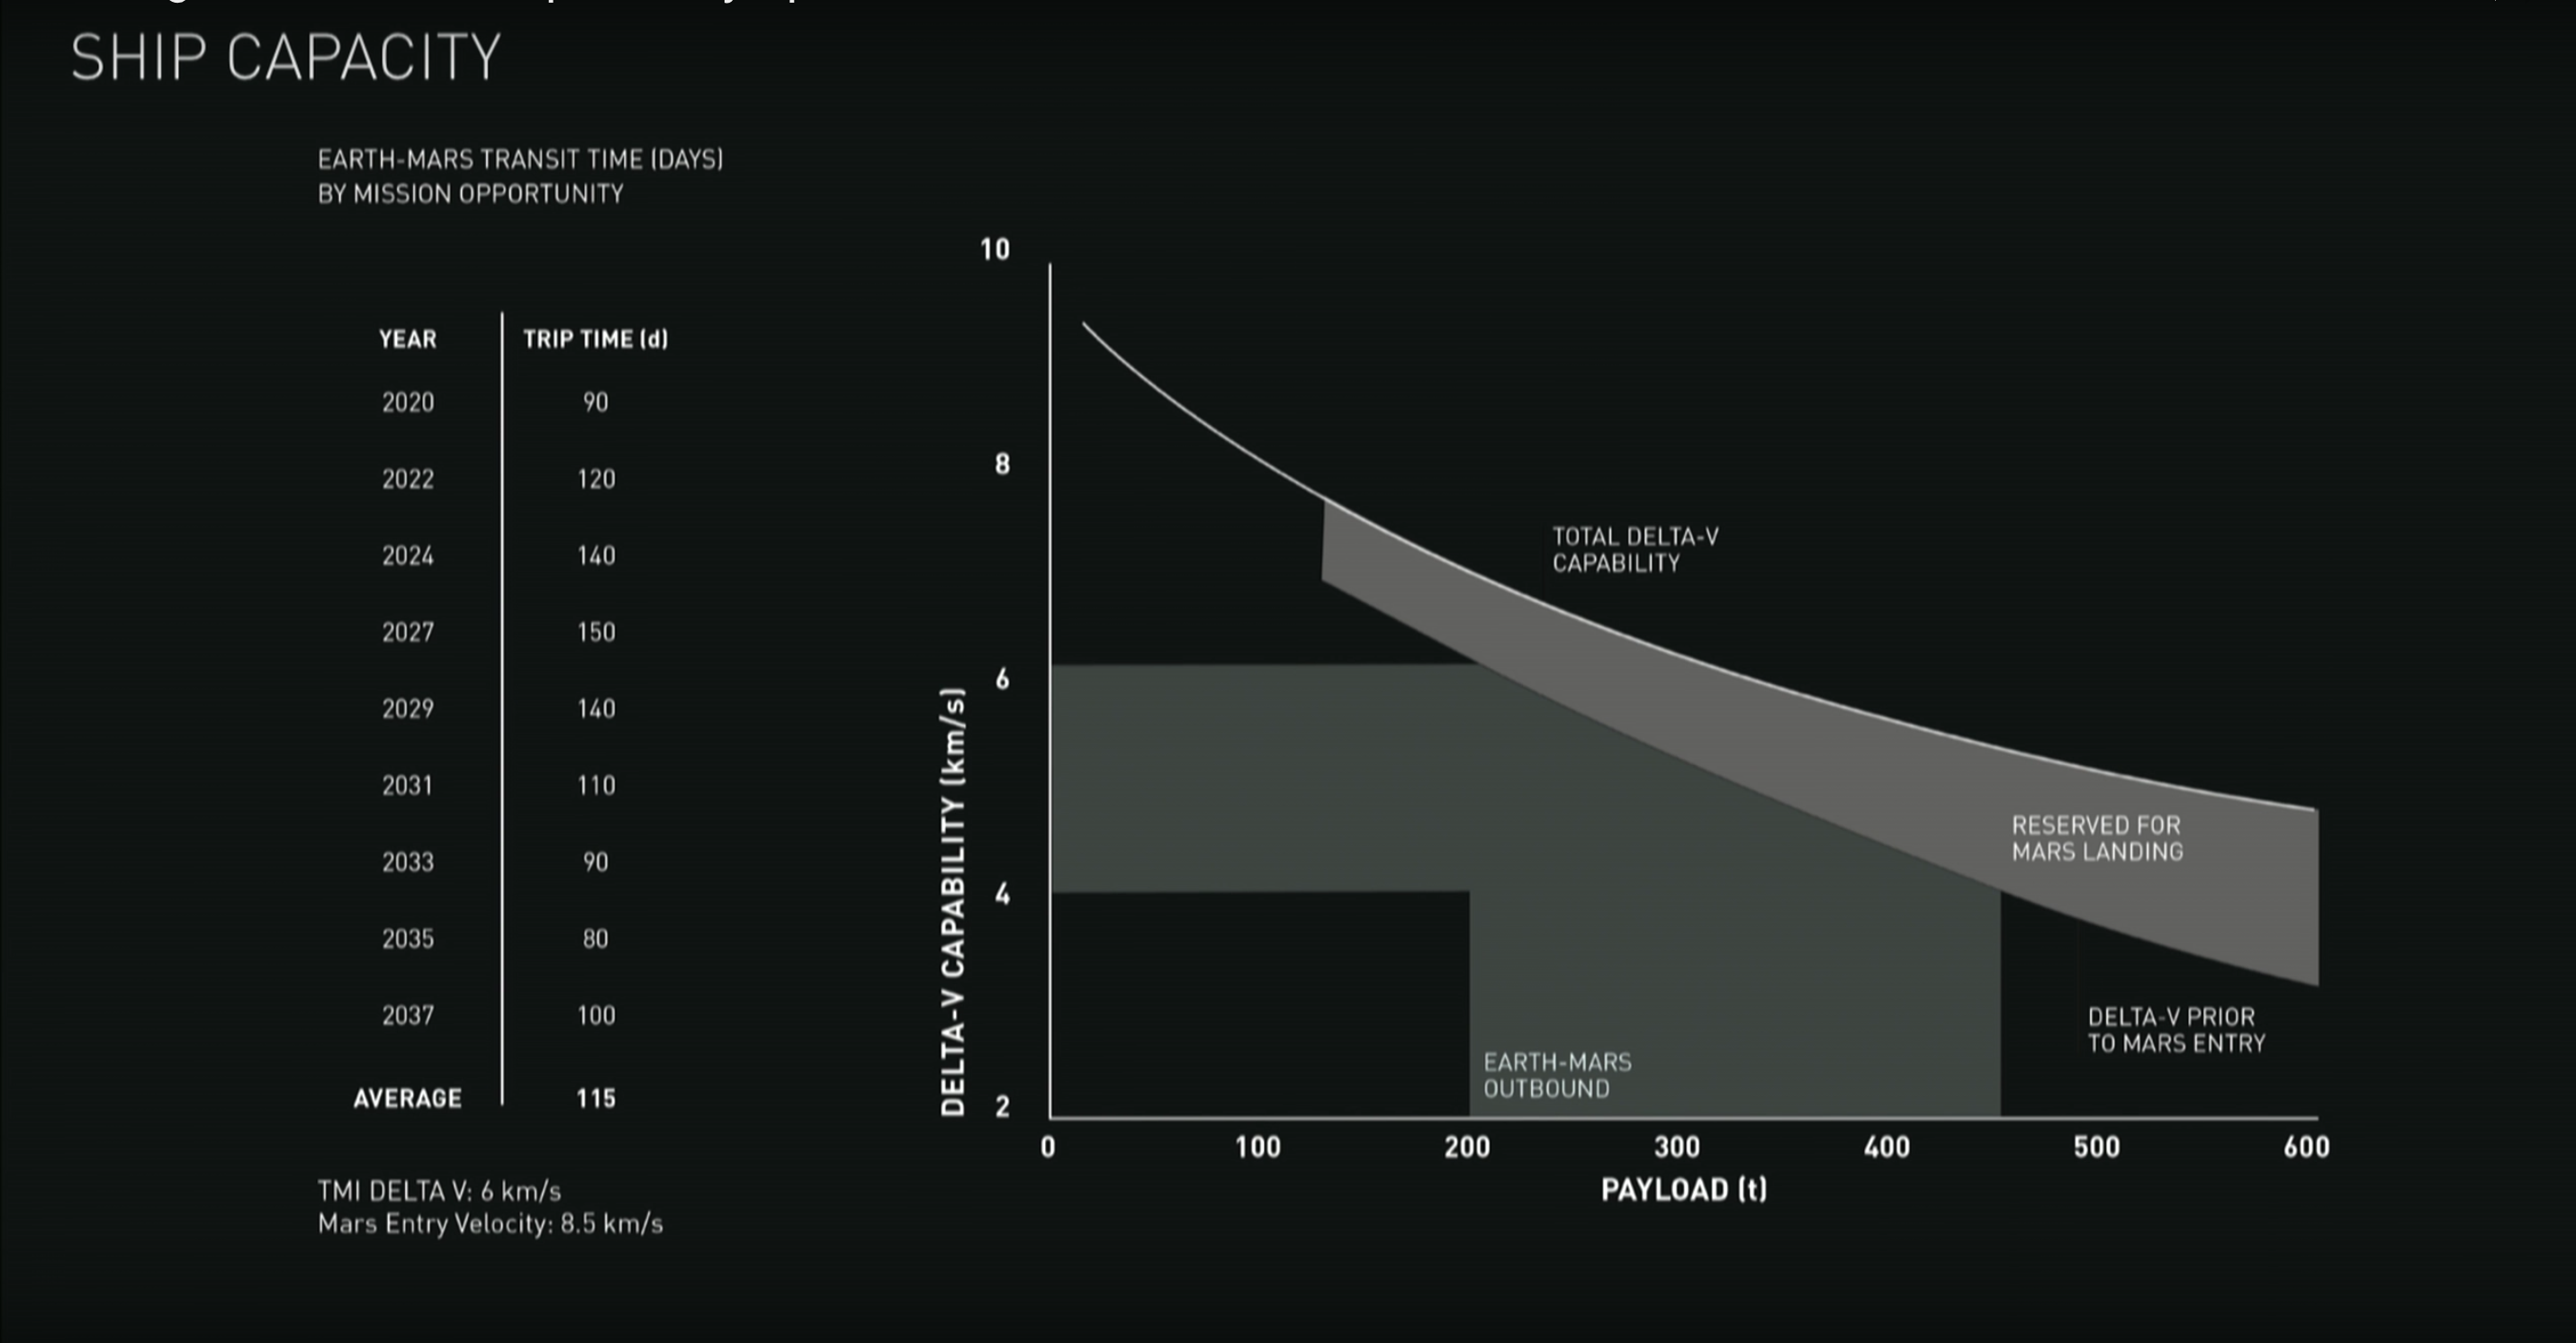 SHIP CAPACITY
EARTH-MARS TRANSIT TIME (DAYS)
BY MISSION OPPORTUNITY
YEAR TRIP TIME (d)
2020 90
2022 120
2024 140
2027 150
2029 140
2031 110
2033 90
2035 80
2037 100
AVERAGE 115
TMI DELTA V: 6 km/s
Mars Entry Velocity: 8.5 km/s
DELTA-V CAPABILITY (km/s)
10
8
6
4
2
TOTAL DELTA-V
CAPABILITY
RESERVED FOR
MARS LANDING
DELTA-V PRIOR
TO MARS ENTRY
EARTH-MARS
OUTBOUND
0 100 200 300 400 500 600
PAYLOAD (t)